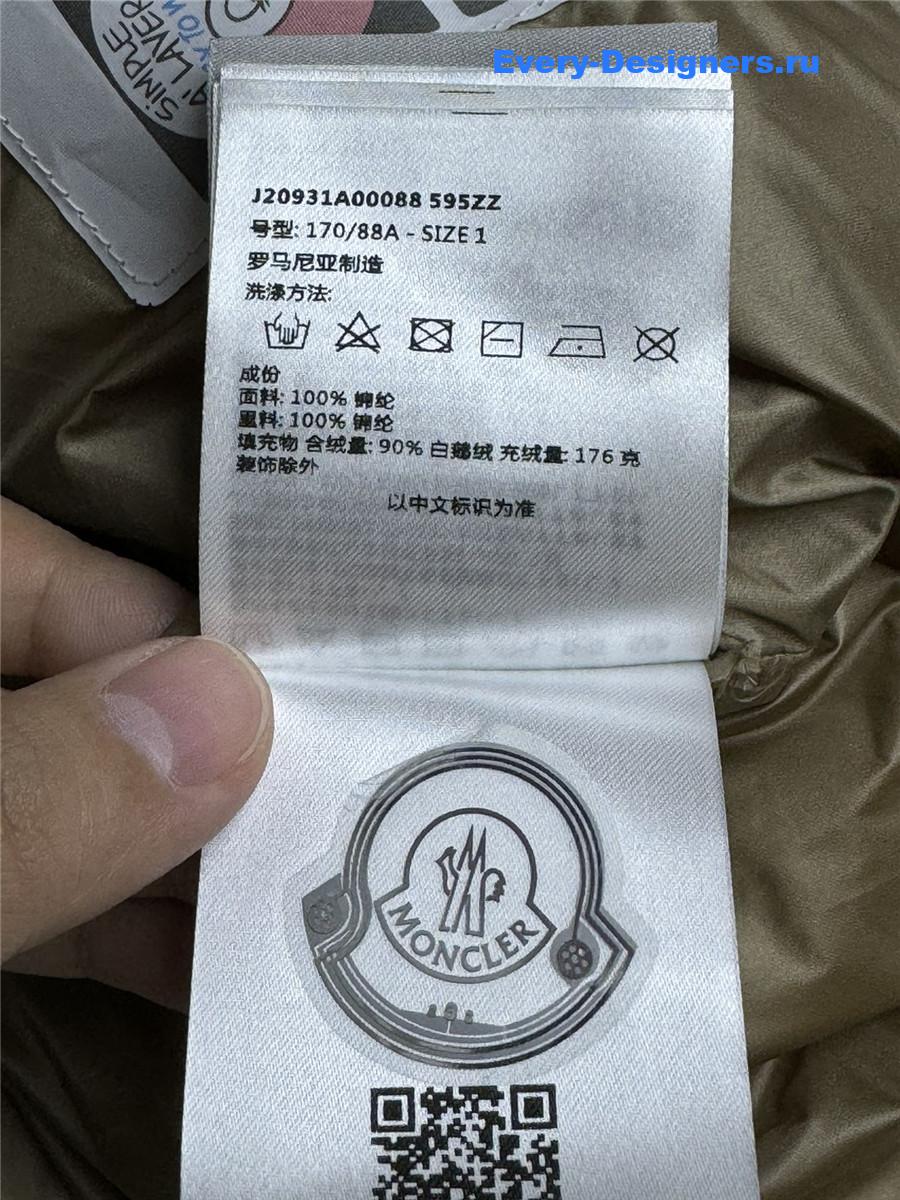 SIMPLE
LAYER
Every-Designers.ru
J20931A00088 595ZZ
号型: 170/88A - SIZE 1
罗马尼亚制造
洗涤方法:
成份
面料: 100% 锦纶
里料: 100% 锦纶
填充物 含绒量: 90% 白鹅绒 充绒量: 176 克
装饰除外
以中文标识为准
MONCLER